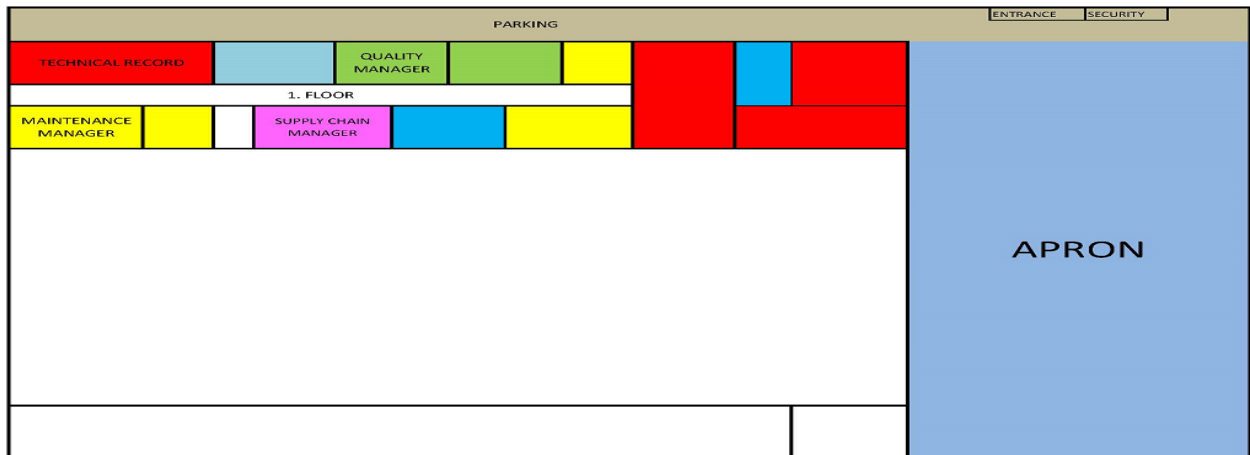 PARKING
ENTRANCE
SECURITY
TECHNICAL RECORD
QUALITY
MANAGER
1. FLOOR
MAINTENANCE
MANAGER
SUPPLY CHAIN
MANAGER
APRON